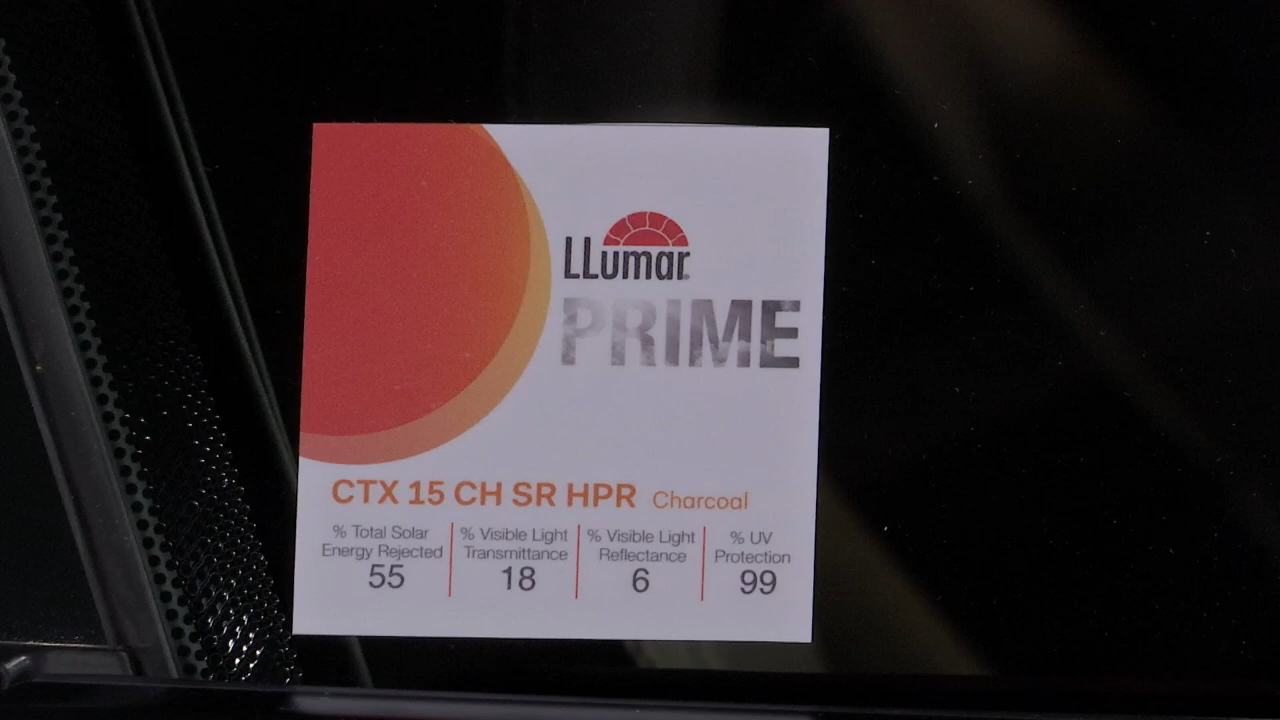 LLumar
PRIME
CTX 15 CH SR HPR Charcoal
% Total Solar
Energy Rejected
55
% Visible Light
Transmittance
18
% Visible Light
Reflectance
6
% UV
Protection
99